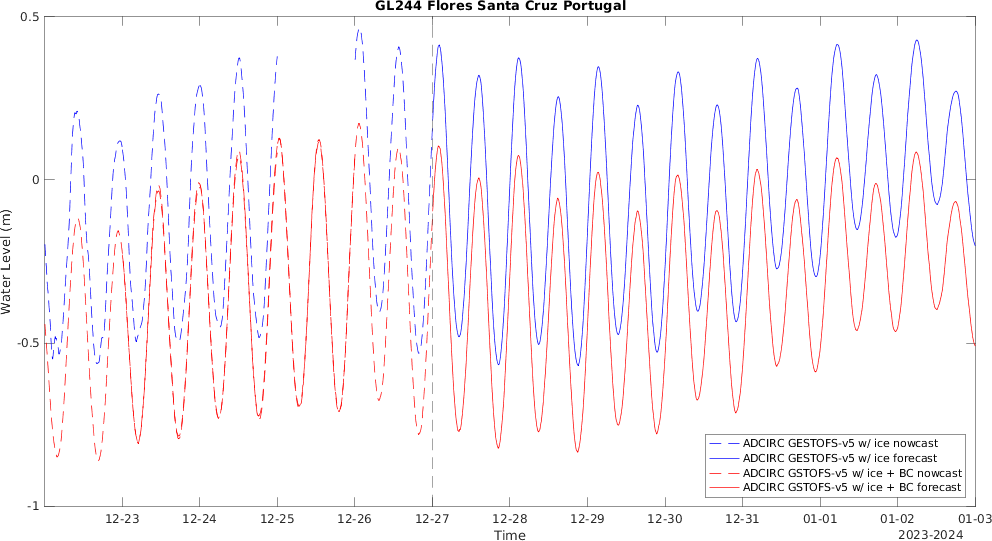 GL244 Flores Santa Cruz Portugal
0.5
0
-0.5
-1
Water Level (m)
ADCIRC GESTOFS-v5 w/ ice nowcast
ADCIRC GESTOFS-v5 w/ ice forecast
ADCIRC GSTOFS-v5 w/ ice + BC nowcast
ADCIRC GSTOFS-v5 w/ ice + BC forecast
12-23 12-24 12-25 12-26 12-27 12-28 12-29 12-30 12-31 01-01 01-02 01-03
Time
2023-2024